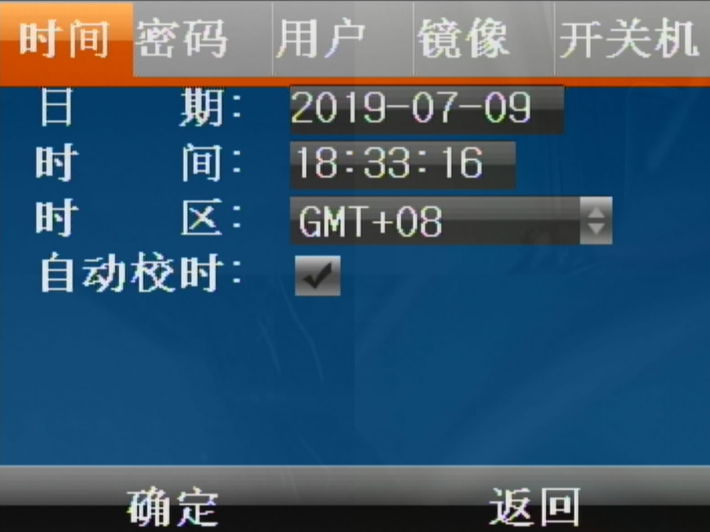 时间 密码 用户 镜像 开关机
日 期: 2019-07-09
时 间: 18:33:16
时 区: GMT+08
自动校时:
确定 返回